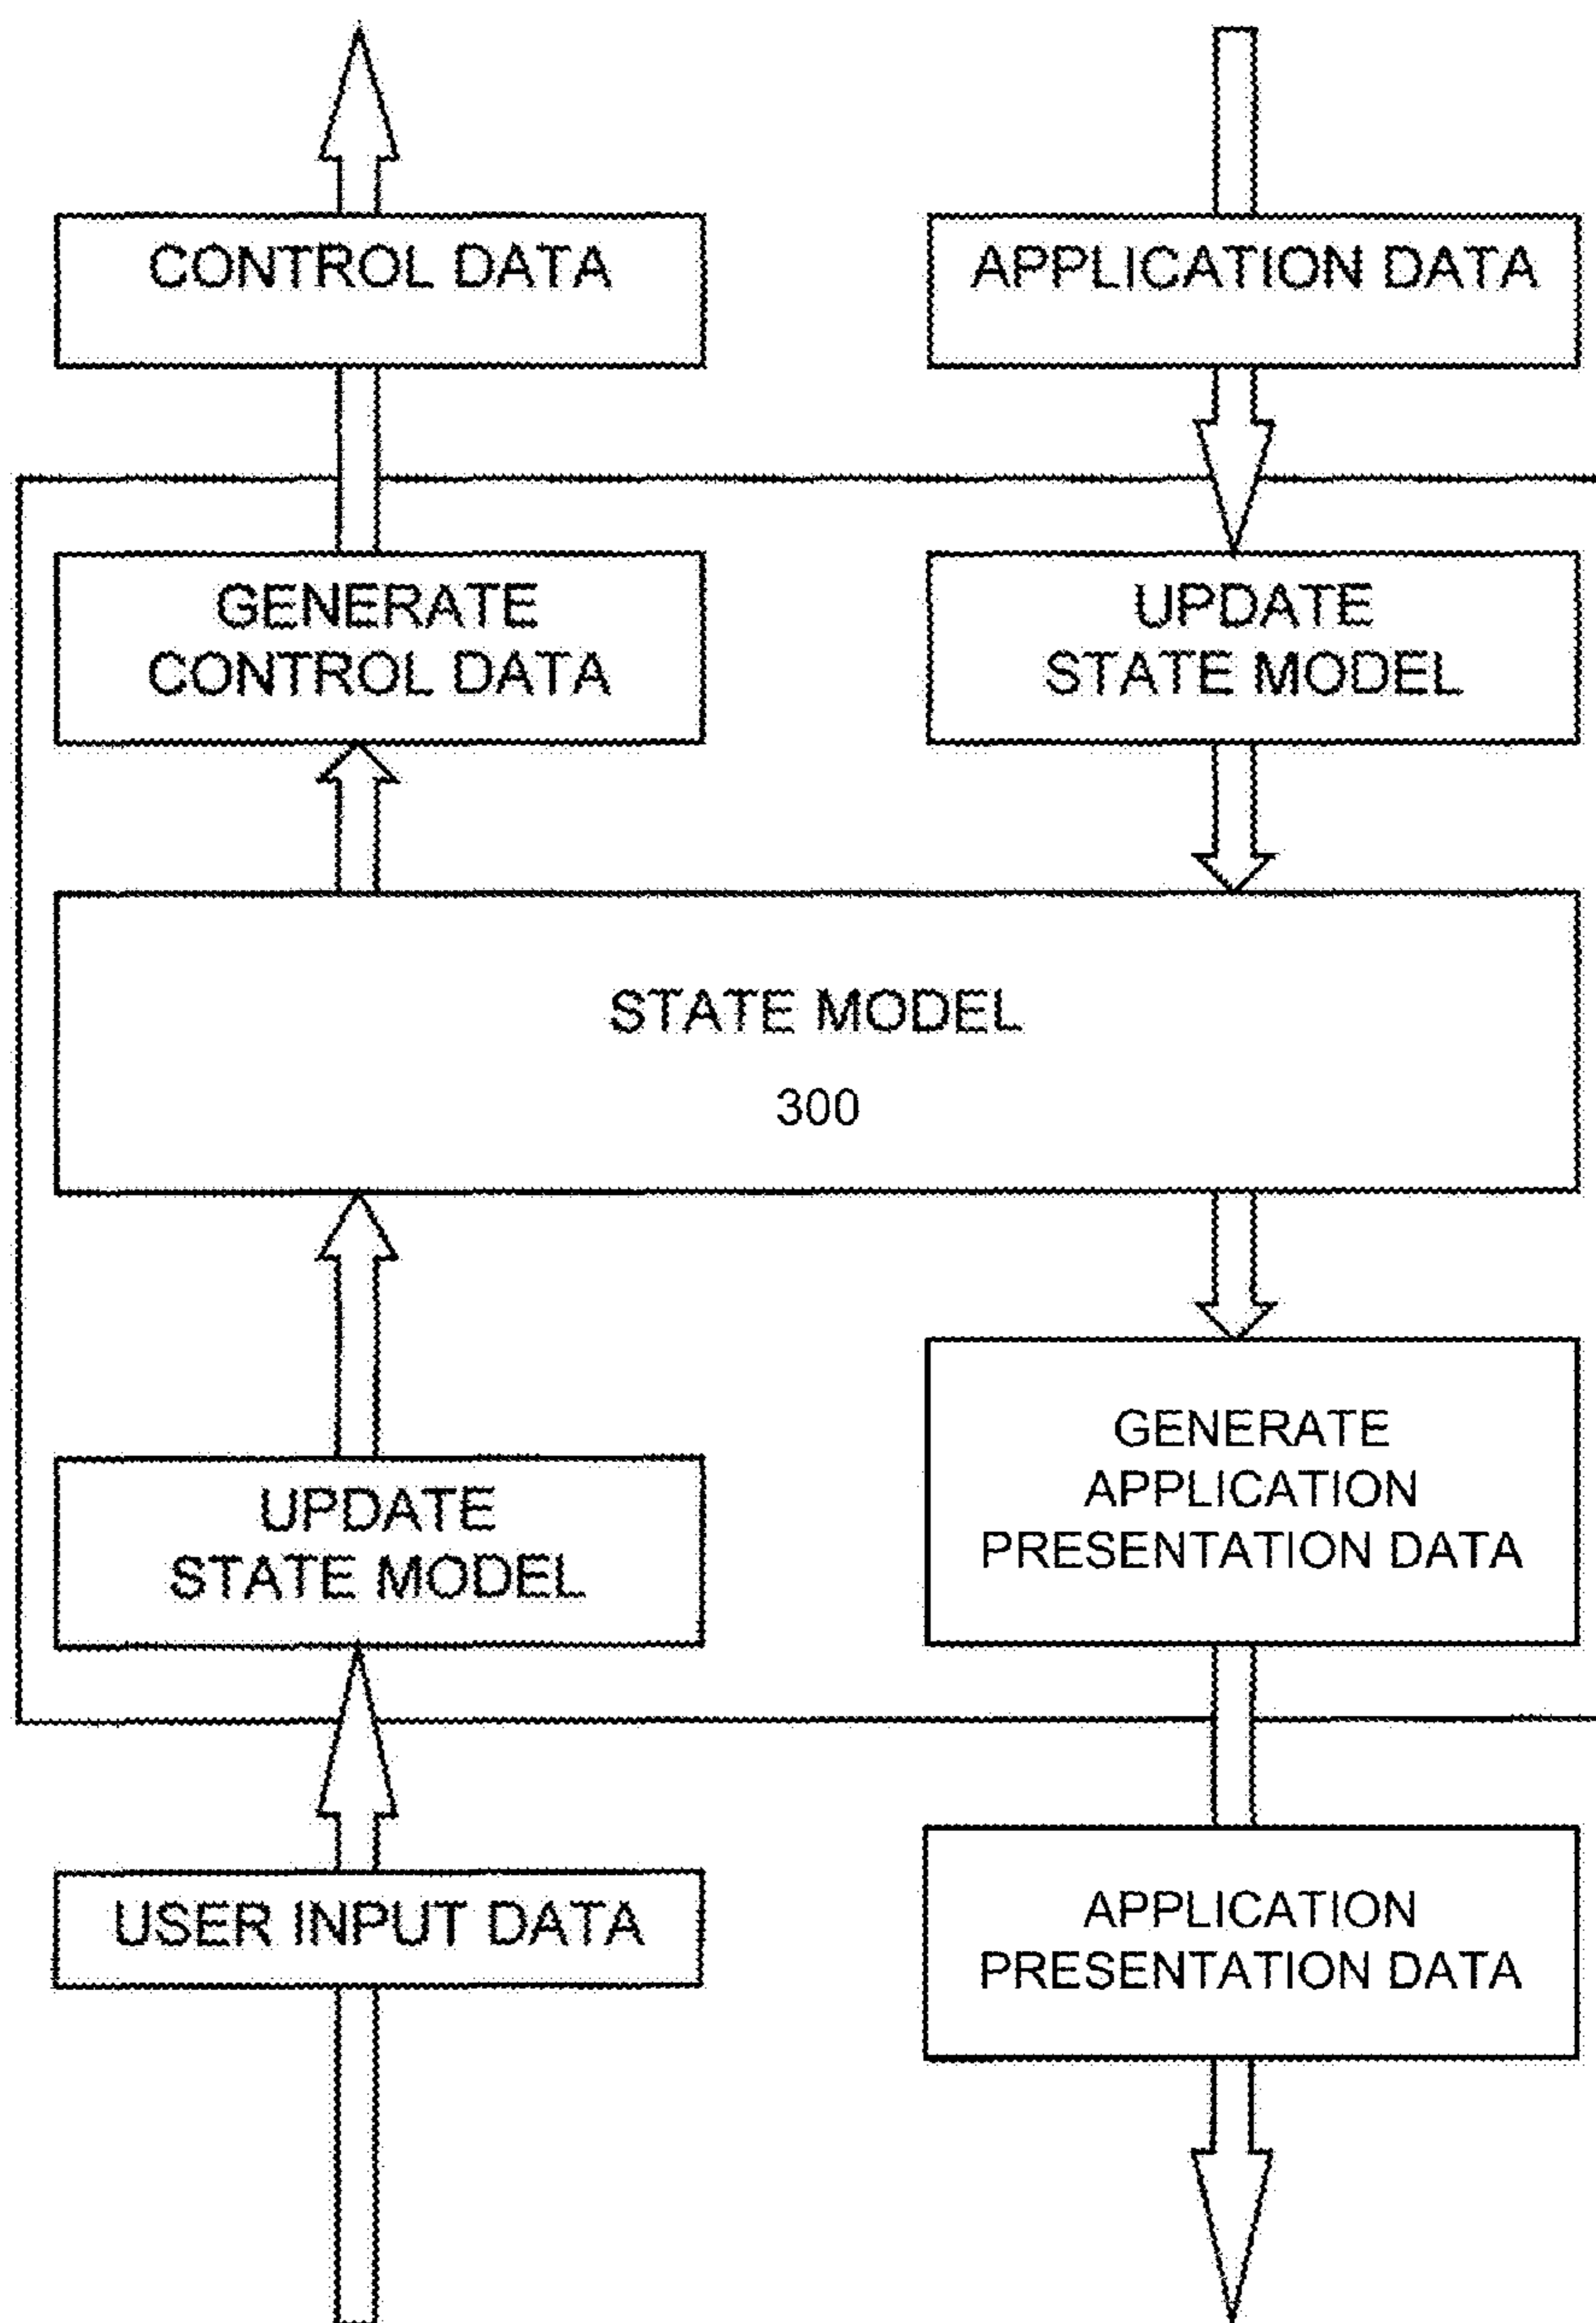 CONTROL DATA
APPLICATION DATA
GENERATE
CONTROL DATA
UPDATE
STATE MODEL
STATE MODEL
300
GENERATE
APPLICATION
PRESENTATION DATA
UPDATE
STATE MODEL
USER INPUT DATA
APPLICATION
PRESENTATION DATA